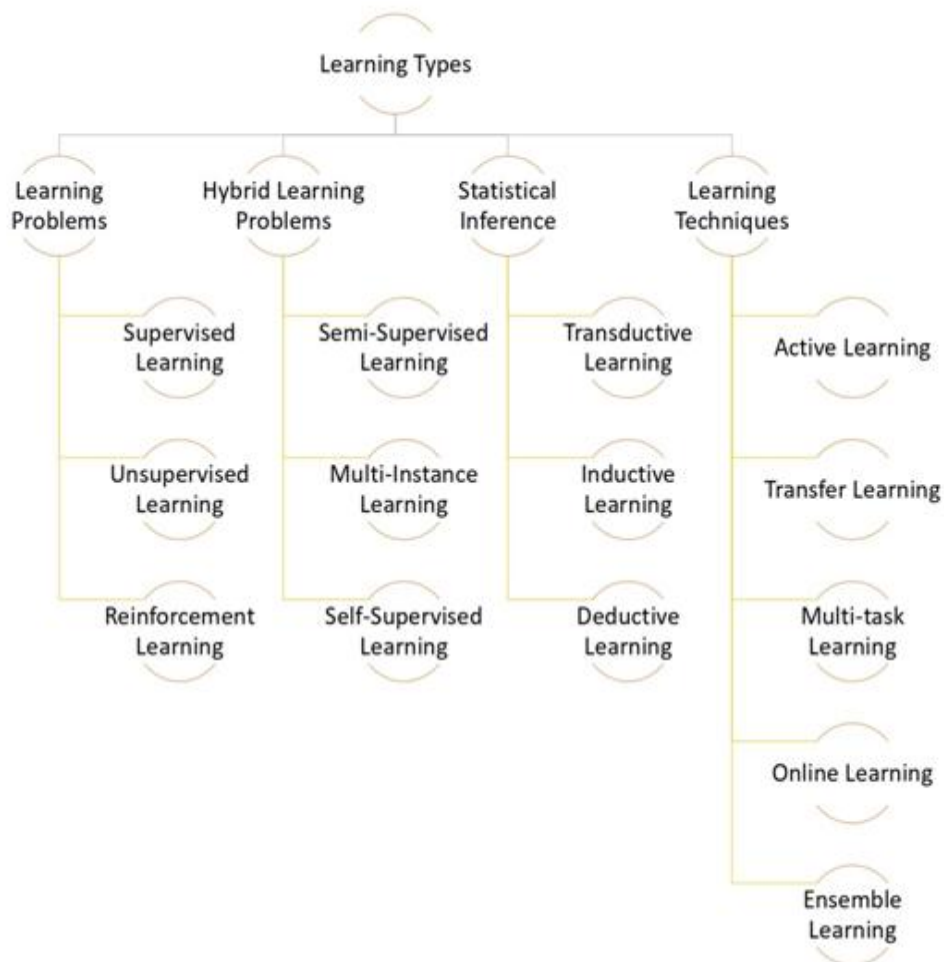 Learning Types
Learning
Problems
Hybrid Learning
Problems
Statistical
Inference
Learning
Techniques
Supervised
Learning
Unsupervised
Learning
Reinforcement
Learning
Semi-Supervised
Learning
Multi-Instance
Learning
Self-Supervised
Learning
Transductive
Learning
Inductive
Learning
Deductive
Learning
Active Learning
Transfer Learning
Multi-task
Learning
Online Learning
Ensemble
Learning